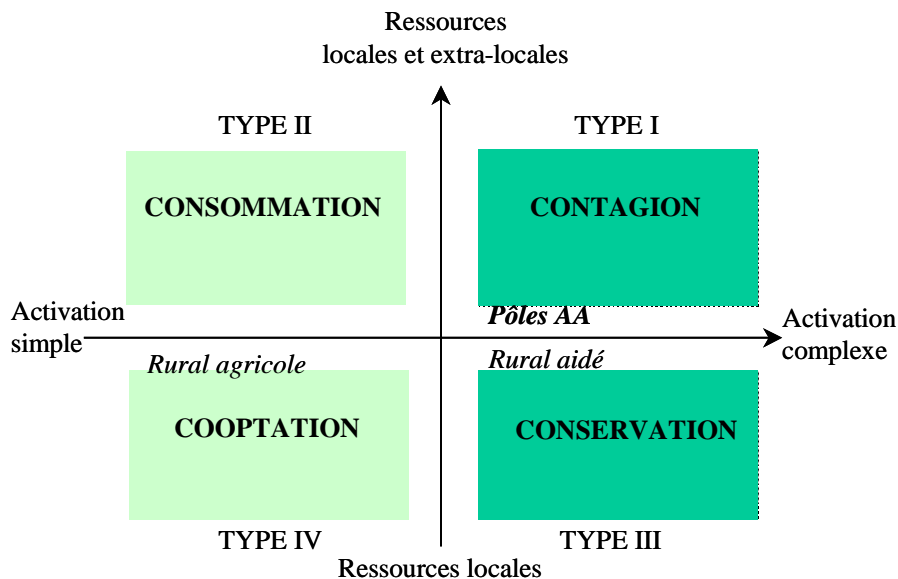 Ressources
locales et extra-locales
TYPE II
TYPE I
CONSOMMATION
CONTAGION
Activation
simple
Pôles AA
Activation
complexe
Rural agricole
Rural aidé
COOPTATION
CONSERVATION
TYPE IV
TYPE III
Ressources locales